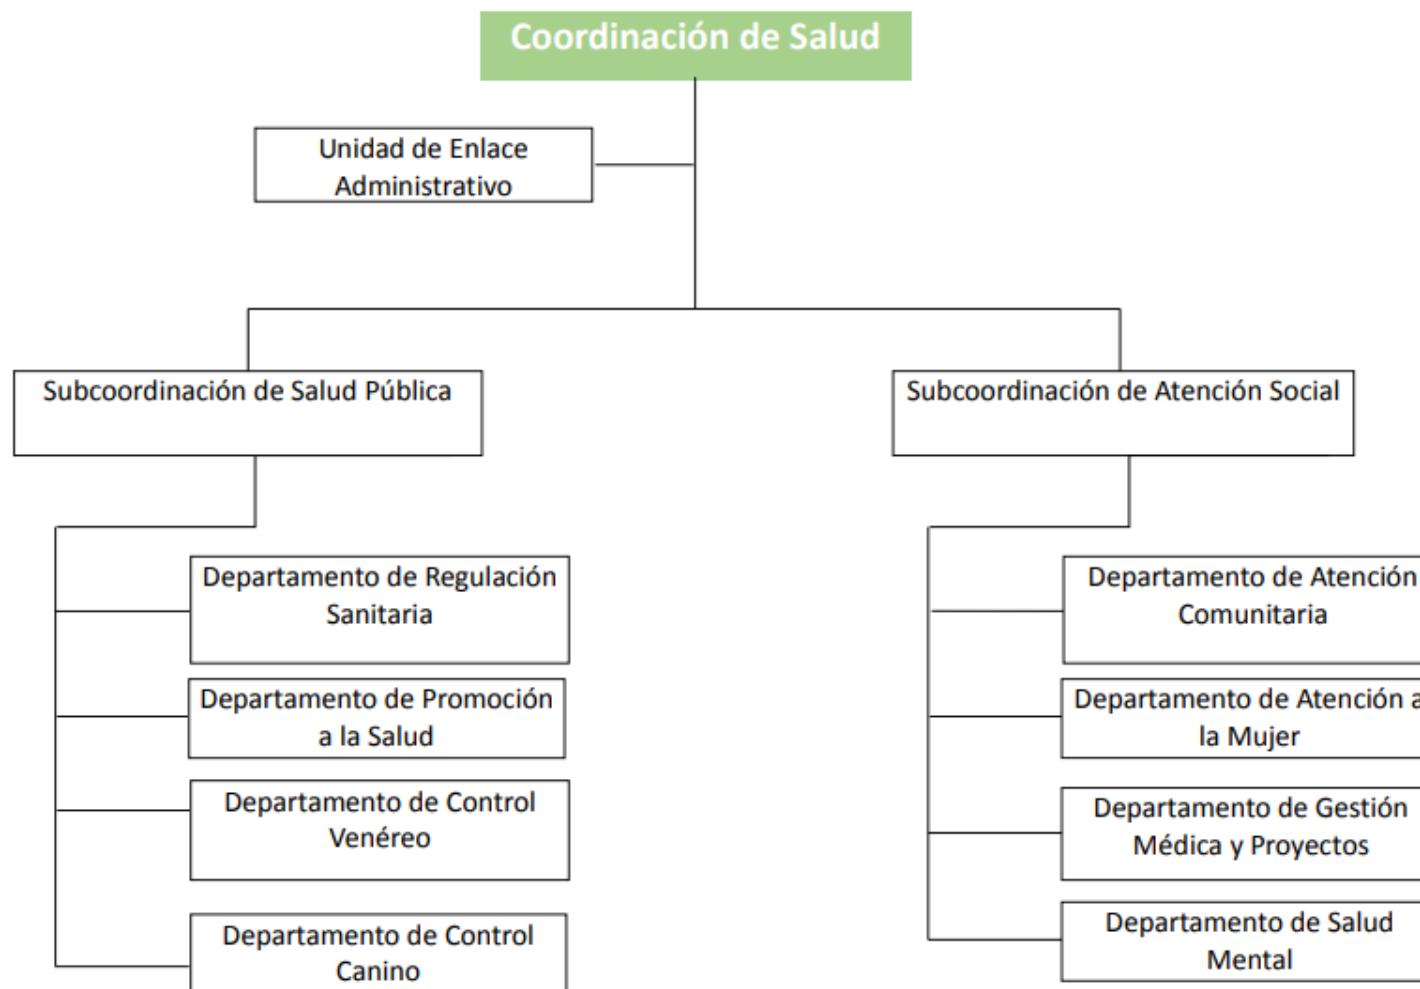 Coordinación de Salud
Unidad de Enlace
Administrativo
Subcoordinación de Salud Pública
Subcoordinación de Atención Social
Departamento de Regulación
Sanitaria
Departamento de Promoción
a la Salud
Departamento de Control
Venéreo
Departamento de Control
Canino
Departamento de Atención
Comunitaria
Departamento de Atención a
la Mujer
Departamento de Gestión
Médica y Proyectos
Departamento de Salud
Mental